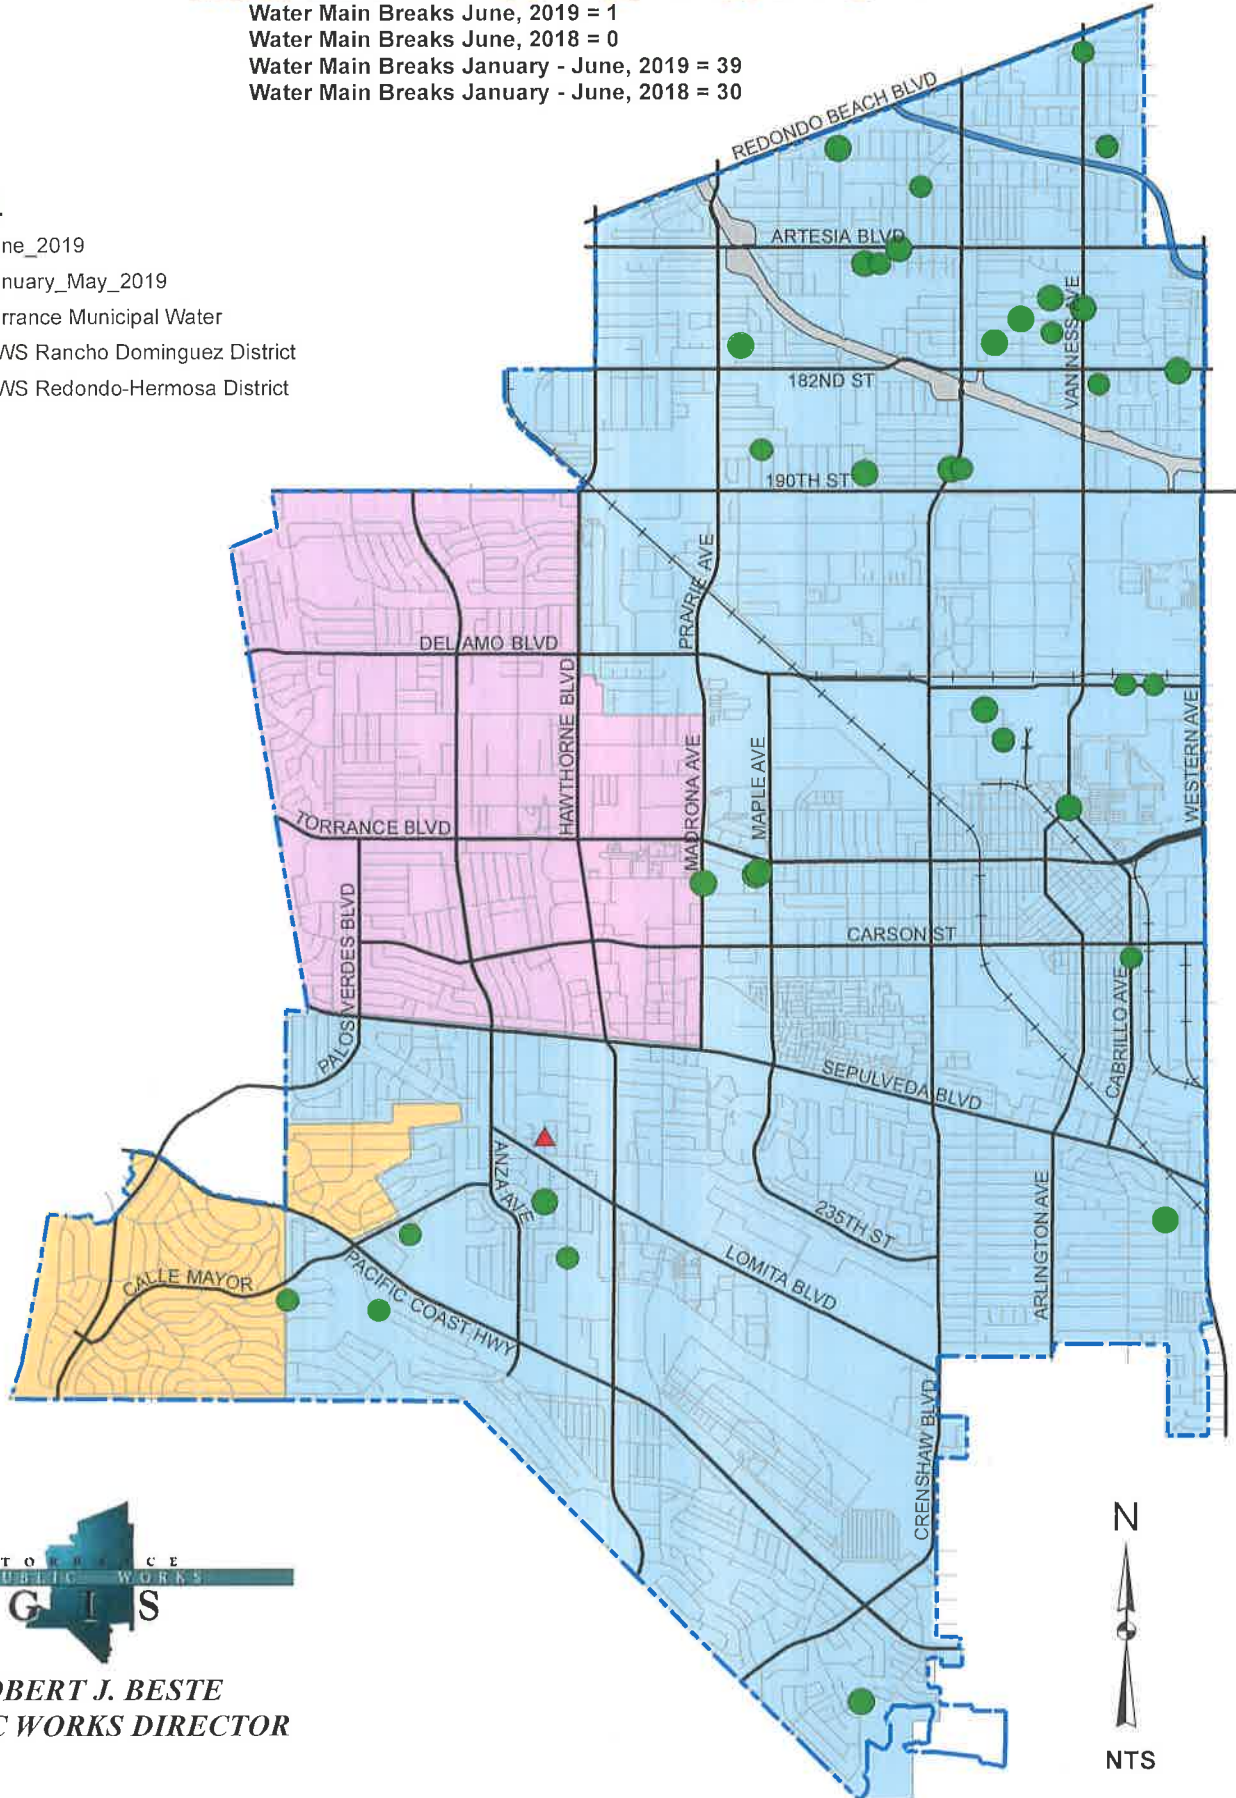 Water Main Breaks June, 2019 = 1
Water Main Breaks June, 2018 = 0
Water Main Breaks January - June, 2019 = 39
Water Main Breaks January - June, 2018 = 30
ne_2019
nuary_May_2019
rrance Municipal Water
WS Rancho Dominguez District
WS Redondo-Hermosa District
REDONDO BEACH BLVD
ARTESIA BLVD
VAN NESS AVE
182ND ST
190TH ST
PRAIRIE AVE
DEL AMO BLVD
HAWTHORNE BLVD
MADRONA AVE
MAPLE AVE
WESTERN AVE
TORRANCE BLVD
PALOS VERDES BLVD
CARSON ST
CABRILLO AVE
SEPULVEDA BLVD
ANZA AVE
235TH ST
ARLINGTON AVE
LOMITA BLVD
CALLE MAYOR
PACIFIC COAST HWY
CRENSHAW BLVD
N
NTS
TORRANCE
UBLIC WORKS
GIS
OBERT J. BESTE
C WORKS DIRECTOR